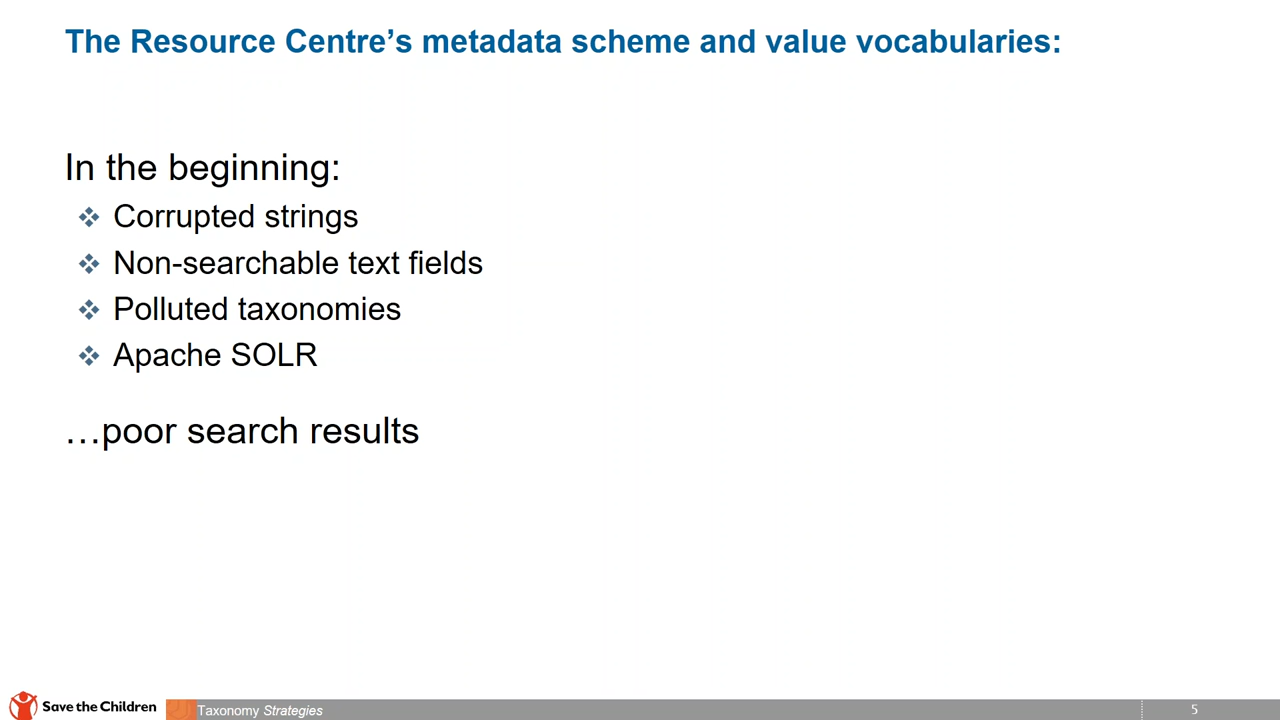 The Resource Centre’s metadata scheme and value vocabularies:
In the beginning:
❖ Corrupted strings
❖ Non-searchable text fields
❖ Polluted taxonomies
❖ Apache SOLR
…poor search results
Save the Children
Taxonomy Strategies
5